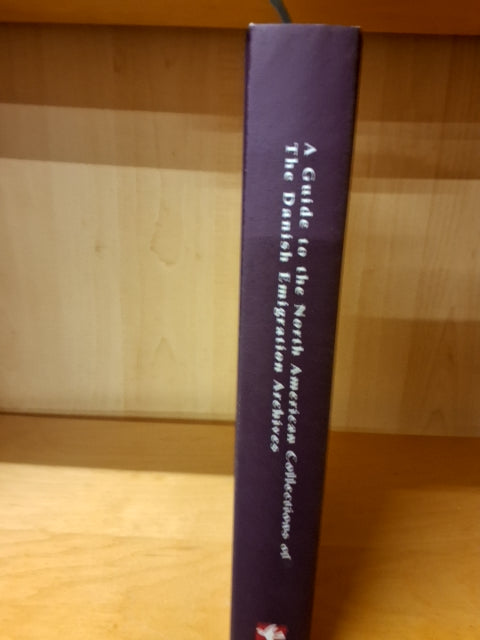 A Guide to the North American Collections of
The Danish Emigration Archives